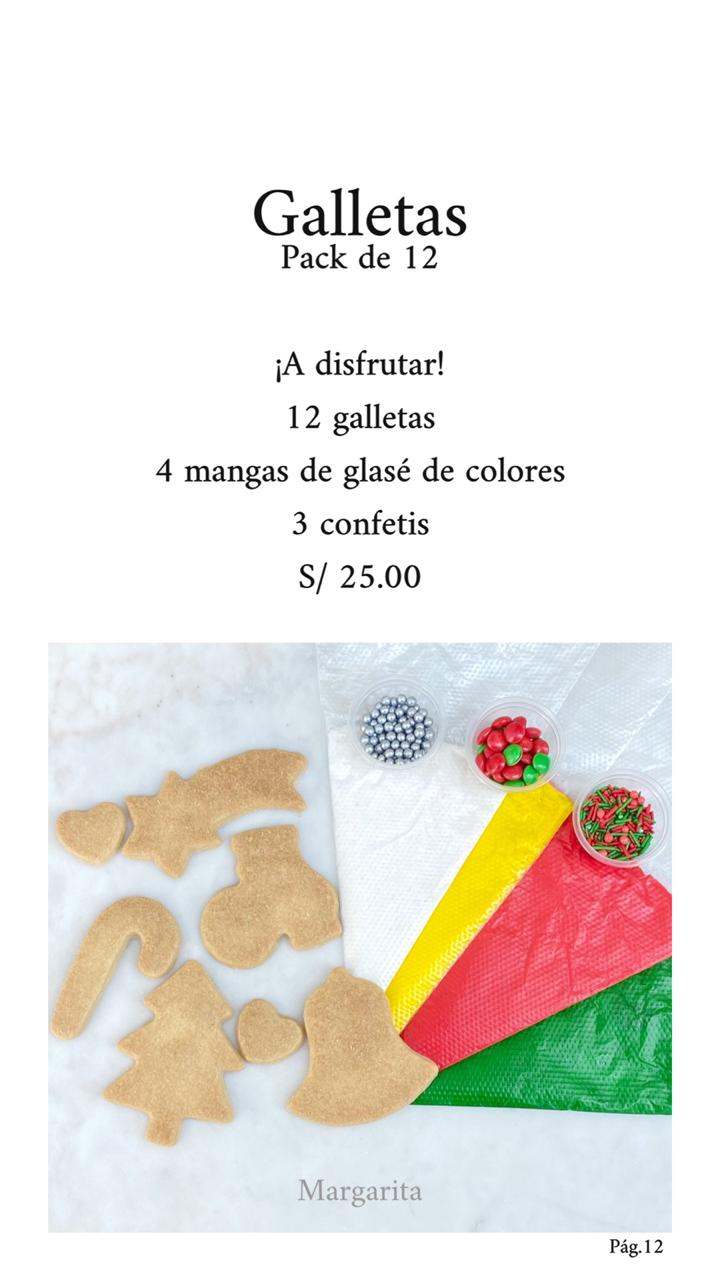 Galletas
Pack de 12
¡A disfrutar!
12 galletas
4 mangas de glasé de colores
3 confetis
S/ 25.00
Margarita
Pág.12